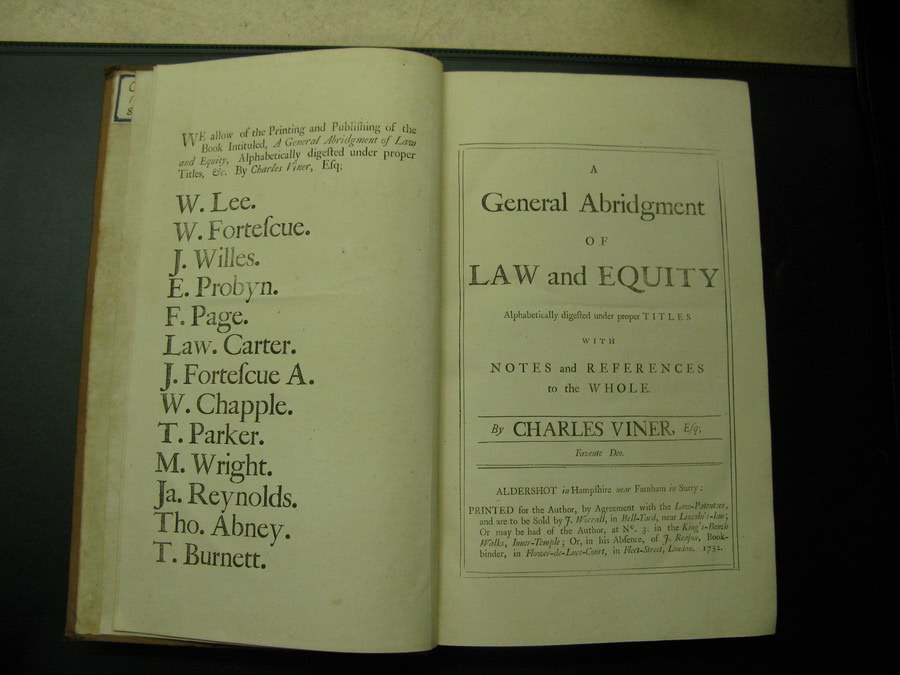 WE allow of the Printing and Publiſhing of the
Book Intituled, A General Abridgment of Law
and Equity, Alphabetically digeſted under proper
Titles, &c. By Charles Viner, Eſq;
W. Lee.
W. Forteſcue.
J. Willes.
E. Probyn.
F. Page.
Law. Carter.
J. Forteſcue A.
W. Chapple.
T. Parker.
M. Wright.
Ja. Reynolds.
Tho. Abney.
T. Burnett.
A
General Abridgment
OF
LAW and EQUITY
Alphabetically digeſted under proper TITLES
WITH
NOTES and REFERENCES
to the WHOLE.
By CHARLES VINER, Eſq;
Favente Deo.
ALDERSHOT in Hampſhire near Farnham in Surry:
PRINTED for the Author, by Agreement with the Law-Patentees,
and are to be Sold by J. Worrall, in Bell-Yard, near Lincoln's-Inn;
Or may be had of the Author, at No. 3. in the King's-Bench
Walks, Inner-Temple; Or, in his Abſence, of J. Reaſon, Book-
binder, in Flower-de-Luce-Court, in Fleet-Street, London.